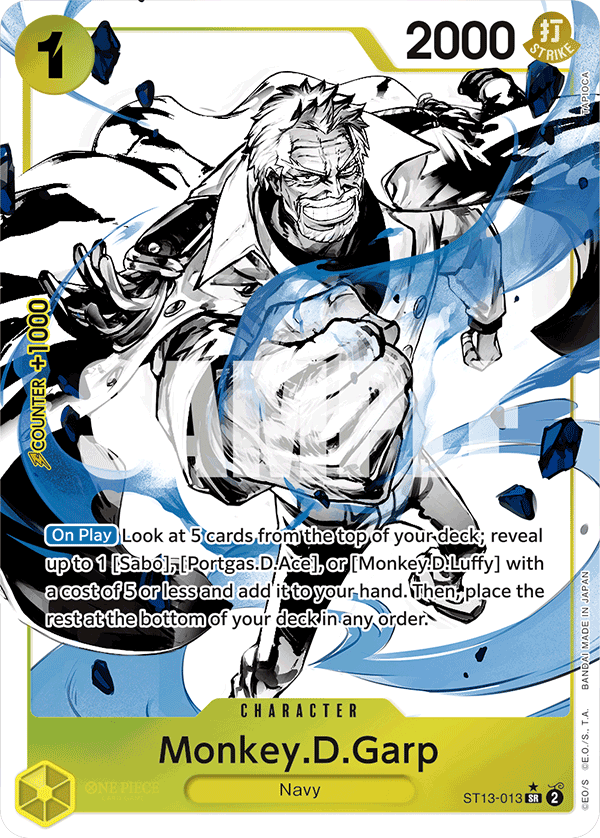 1
2000
打
STRIKE
TAPIOCA
COUNTER +1000
SAMPLE
On Play Look at 5 cards from the top of your deck; reveal
up to 1 [Sabo], [Portgas.D.Ace], or [Monkey.D.Luffy] with
a cost of 5 or less and add it to your hand. Then, place the
rest at the bottom of your deck in any order.
©E.O/S ©E.O./S., T.A. BANDAI MADE IN JAPAN
CHARACTER
Monkey.D.Garp
Navy
ONE PIECE
ST13-013 ★ SR 2